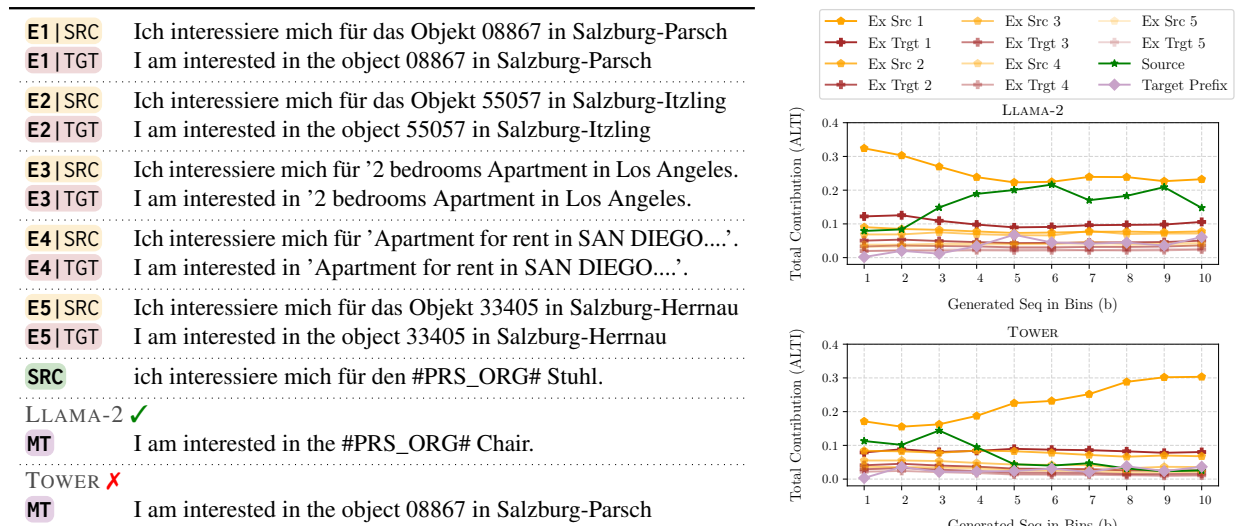 E1|SRC Ich interessiere mich für das Objekt 08867 in Salzburg-Parsch
E1|TGT I am interested in the object 08867 in Salzburg-Parsch
E2|SRC Ich interessiere mich für das Objekt 55057 in Salzburg-Itzling
E2|TGT I am interested in the object 55057 in Salzburg-Itzling
E3|SRC Ich interessiere mich für ’2 bedrooms Apartment in Los Angeles.
E3|TGT I am interested in ’2 bedrooms Apartment in Los Angeles.
E4|SRC Ich interessiere mich für ’Apartment for rent in SAN DIEGO....’.
E4|TGT I am interested in ’Apartment for rent in SAN DIEGO....’.
E5|SRC Ich interessiere mich für das Objekt 33405 in Salzburg-Herrnau
E5|TGT I am interested in the object 33405 in Salzburg-Herrnau
SRC ich interessiere mich für den #PRS_ORG# Stuhl.
LLAMA-2 ✓
MT I am interested in the #PRS_ORG# Chair.
TOWER ✗
MT I am interested in the object 08867 in Salzburg-Parsch
Ex Src 1 Ex Src 3 Ex Src 5
Ex Trgt 1 Ex Trgt 3 Ex Trgt 5
Ex Src 2 Ex Src 4 Source
Ex Trgt 2 Ex Trgt 4 Target Prefix
LLAMA-2
Total Contribution (ALTI)
0.4
0.3
0.2
0.1
0.0
1 2 3 4 5 6 7 8 9 10
Generated Seq in Bins (b)
TOWER
Total Contribution (ALTI)
0.4
0.3
0.2
0.1
0.0
1 2 3 4 5 6 7 8 9 10
Generated Seq in Bins (b)